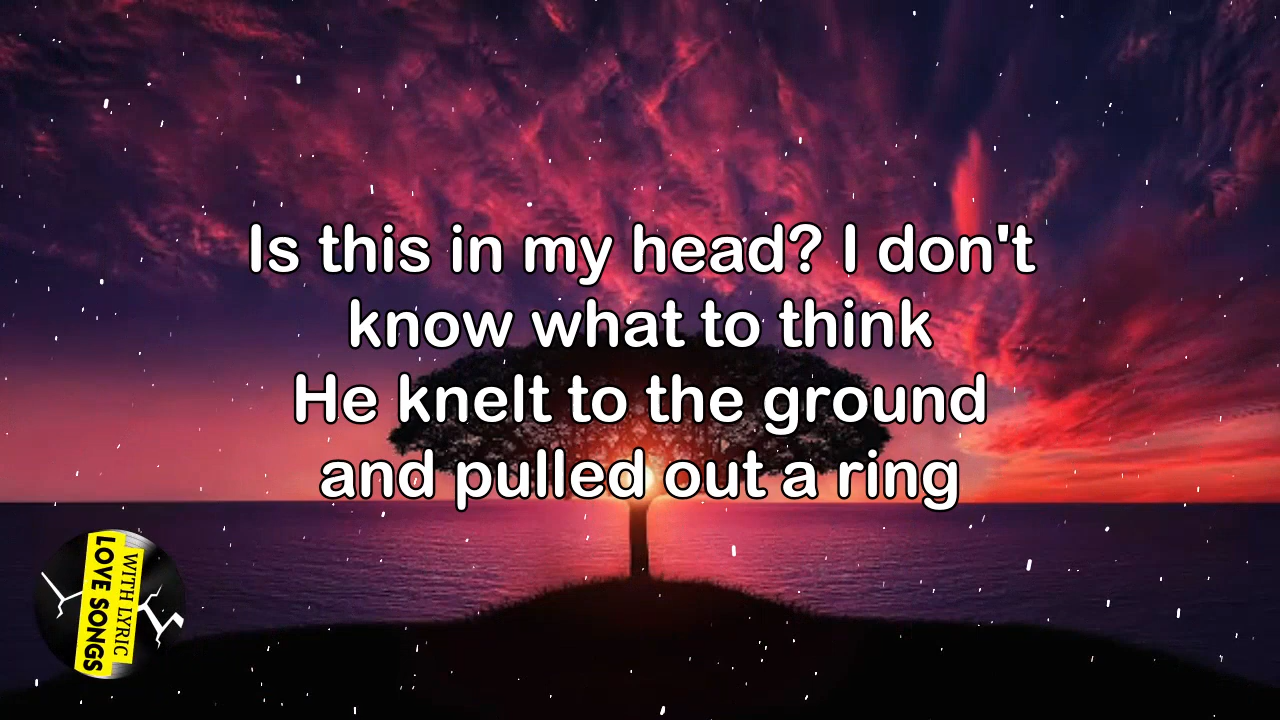 Is this in my head? I don't
know what to think
He knelt to the ground
and pulled out a ring
WITH LYRIC
LOVE SONGS